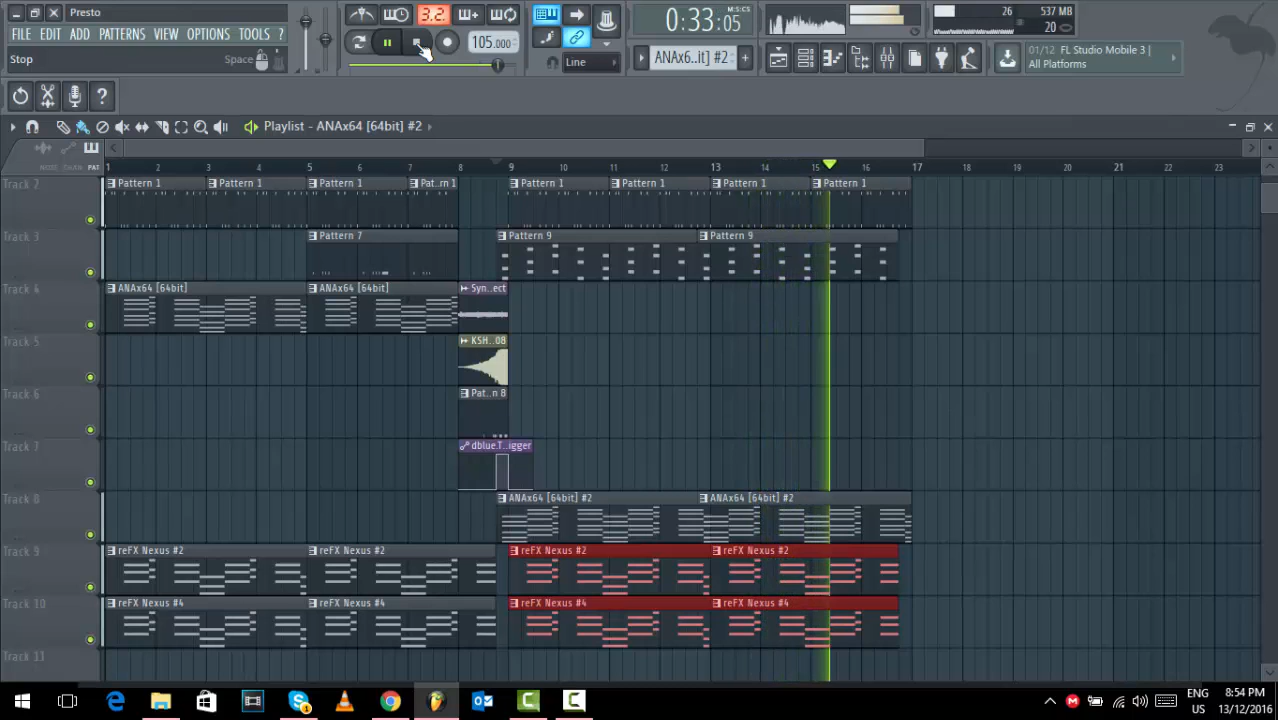 Presto
FILE EDIT ADD PATTERNS VIEW OPTIONS TOOLS ?
Stop
Space
3.2.
105.000
Line
0:33:05
ANAx6..it] #2
26
537 MB
20
01/12 FL Studio Mobile 3 |
All Platforms
Playlist - ANAx64 [64bit] #2
NOTE CHAN PAT
1 2 3 4 5 6 7 8 9 10 11 12 13 14 15 16 17 18 19 20 21 22 23
Track 2
Pattern 1
Pattern 1
Pattern 1
Pat..rn 1
Pattern 1
Pattern 1
Pattern 1
Pattern 1
Track 3
Pattern 7
Pattern 9
Pattern 9
Track 4
ANAx64 [64bit]
ANAx64 [64bit]
Syn..ect
Track 5
KSH..08
Track 6
Pat..n 8
Track 7
dblue.T..igger
Track 8
ANAx64 [64bit] #2
ANAx64 [64bit] #2
Track 9
reFX Nexus #2
reFX Nexus #2
reFX Nexus #2
reFX Nexus #2
Track 10
reFX Nexus #4
reFX Nexus #4
reFX Nexus #4
reFX Nexus #4
Track 11
ENG
US
8:54 PM
13/12/2016